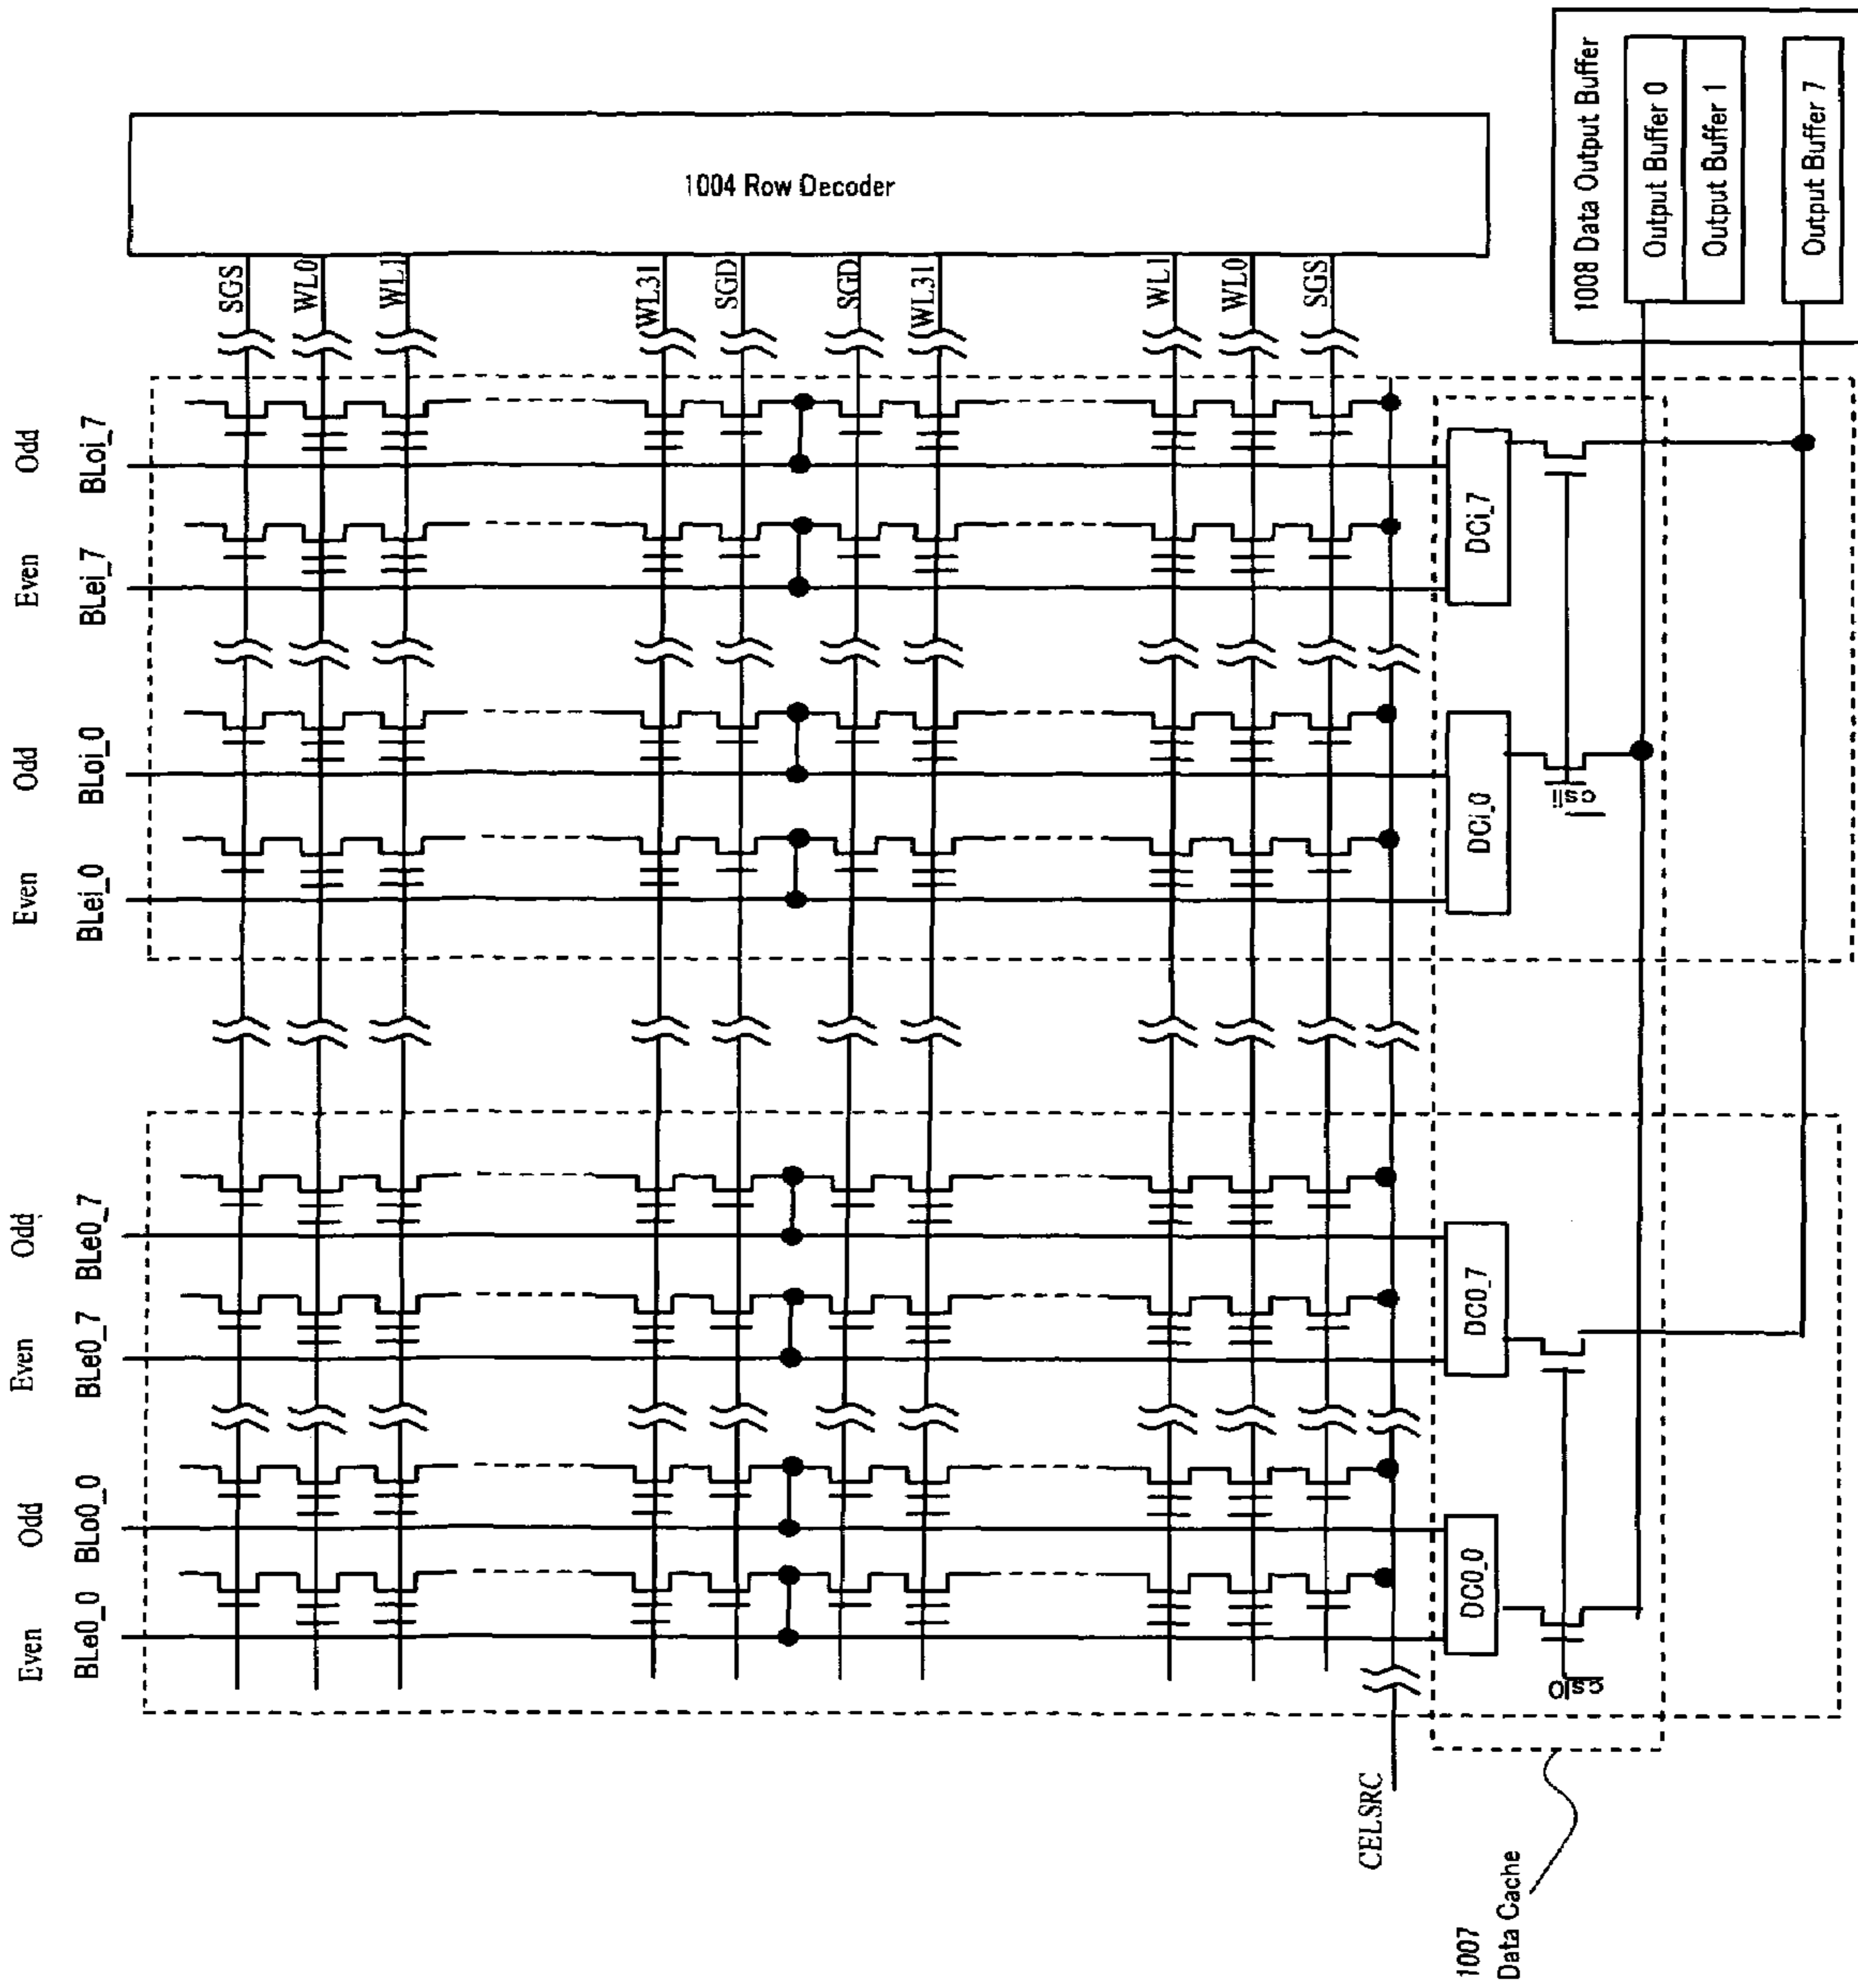 Even Odd Even Odd Even Odd Even Odd
BLe0_0 BLo0_0 BLe0_7 BLe0_7 BLei_0 BLoi_0 BLei_7 BLoi_7
SGS
WL0
WL1
WL31
SGD
SGD
WL31
WL1
WL0
SGS
1004 Row Decoder
CELSRC
DC0_0 DC0_7 DCi_0 DCi_7
csl0
1007
Data Cache
1008 Data Output Buffer
Output Buffer 0
Output Buffer 1
Output Buffer 7